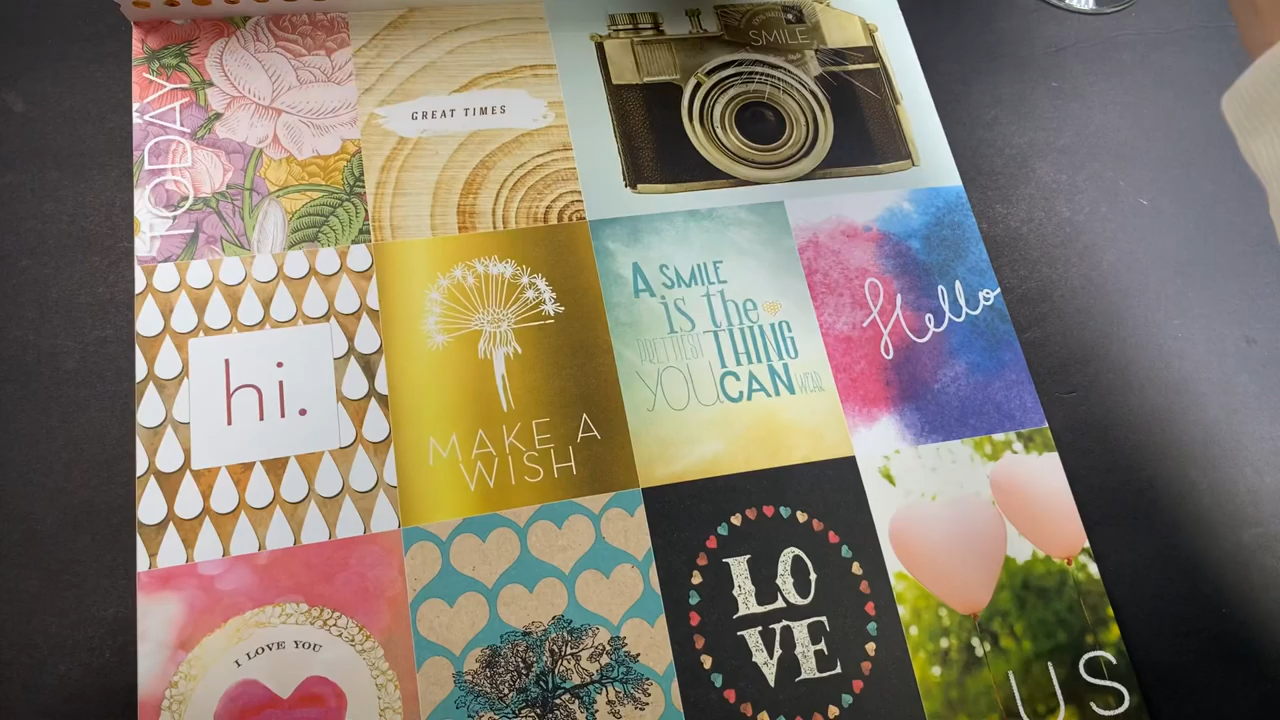 TODAY
GREAT TIMES
SMILE
hi.
MAKE A
WISH
A SMILE
is the
PRETTIEST THING
YOU CAN WEAR
Hello
I LOVE YOU
LO
VE
US